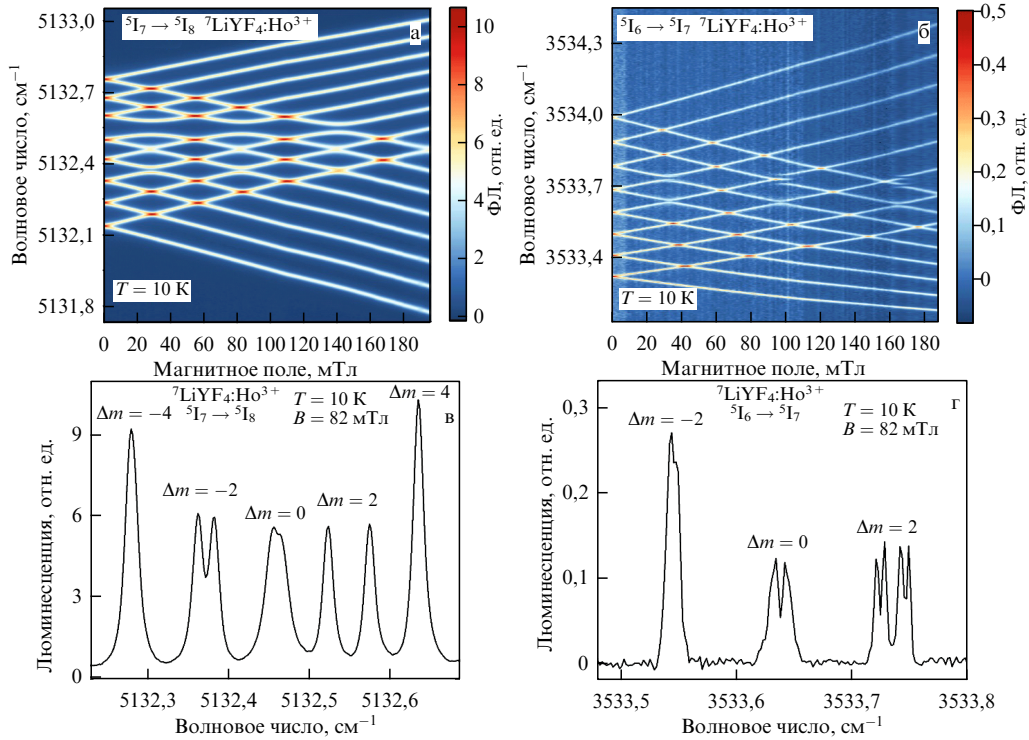 ⁵I₇ → ⁵I₈ ⁷LiYF₄:Ho³⁺
а
T = 10 К
Волновое число, см⁻¹
5133,0
5132,7
5132,4
5132,1
5131,8
0 20 40 60 80 100 120 140 160 180
Магнитное поле, мТл
10
8
6
4
2
0
ФЛ, отн. ед.
⁵I₆ → ⁵I₇ ⁷LiYF₄:Ho³⁺
б
T = 10 К
Волновое число, см⁻¹
3534,3
3534,0
3533,7
3533,4
0 20 40 60 80 100 120 140 160 180
Магнитное поле, мТл
0,5
0,4
0,3
0,2
0,1
0
ФЛ, отн. ед.
⁷LiYF₄:Ho³⁺
⁵I₇ → ⁵I₈
T = 10 К
B = 82 мТл
в
Δm = −4
Δm = −2
Δm = 0
Δm = 2
Δm = 4
Люминесценция, отн. ед.
9
6
3
0
5132,3 5132,4 5132,5 5132,6
Волновое число, см⁻¹
⁷LiYF₄:Ho³⁺
⁵I₆ → ⁵I₇
T = 10 К
B = 82 мТл
г
Δm = −2
Δm = 0
Δm = 2
Люминесценция, отн. ед.
0,3
0,2
0,1
0
3533,5 3533,6 3533,7 3533,8
Волновое число, см⁻¹